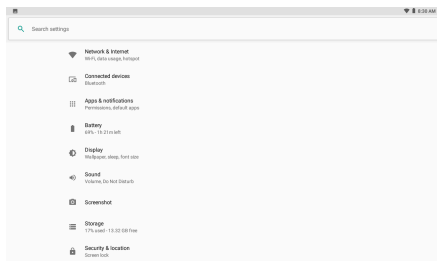 8:30 AM
Search settings
Network & Internet
Wi-Fi, data usage, hotspot
Connected devices
Bluetooth
Apps & notifications
Permissions, default apps
Battery
69% - 16:21m left
Display
Wallpaper, sleep, font size
Sound
Volume, Do Not Disturb
Screenshot
Storage
17% used - 13.32 GB free
Security & location
Screen lock